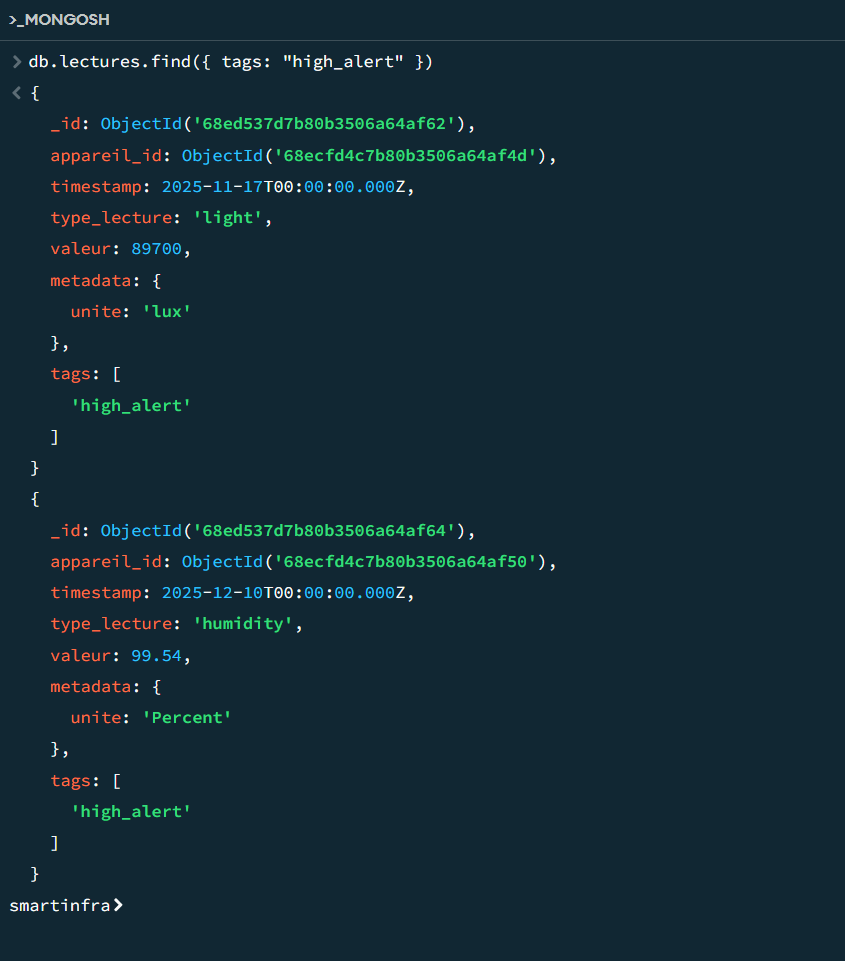 >_MONGOSH
> db.lectures.find({ tags: "high_alert" })
< {
_id: ObjectId('68ed537d7b80b3506a64af62'),
appareil_id: ObjectId('68ecfd4c7b80b3506a64af4d'),
timestamp: 2025-11-17T00:00:00.000Z,
type_lecture: 'light',
valeur: 89700,
metadata: {
unite: 'lux'
},
tags: [
'high_alert'
]
}
{
_id: ObjectId('68ed537d7b80b3506a64af64'),
appareil_id: ObjectId('68ecfd4c7b80b3506a64af50'),
timestamp: 2025-12-10T00:00:00.000Z,
type_lecture: 'humidity',
valeur: 99.54,
metadata: {
unite: 'Percent'
},
tags: [
'high_alert'
]
}
smartinfra>